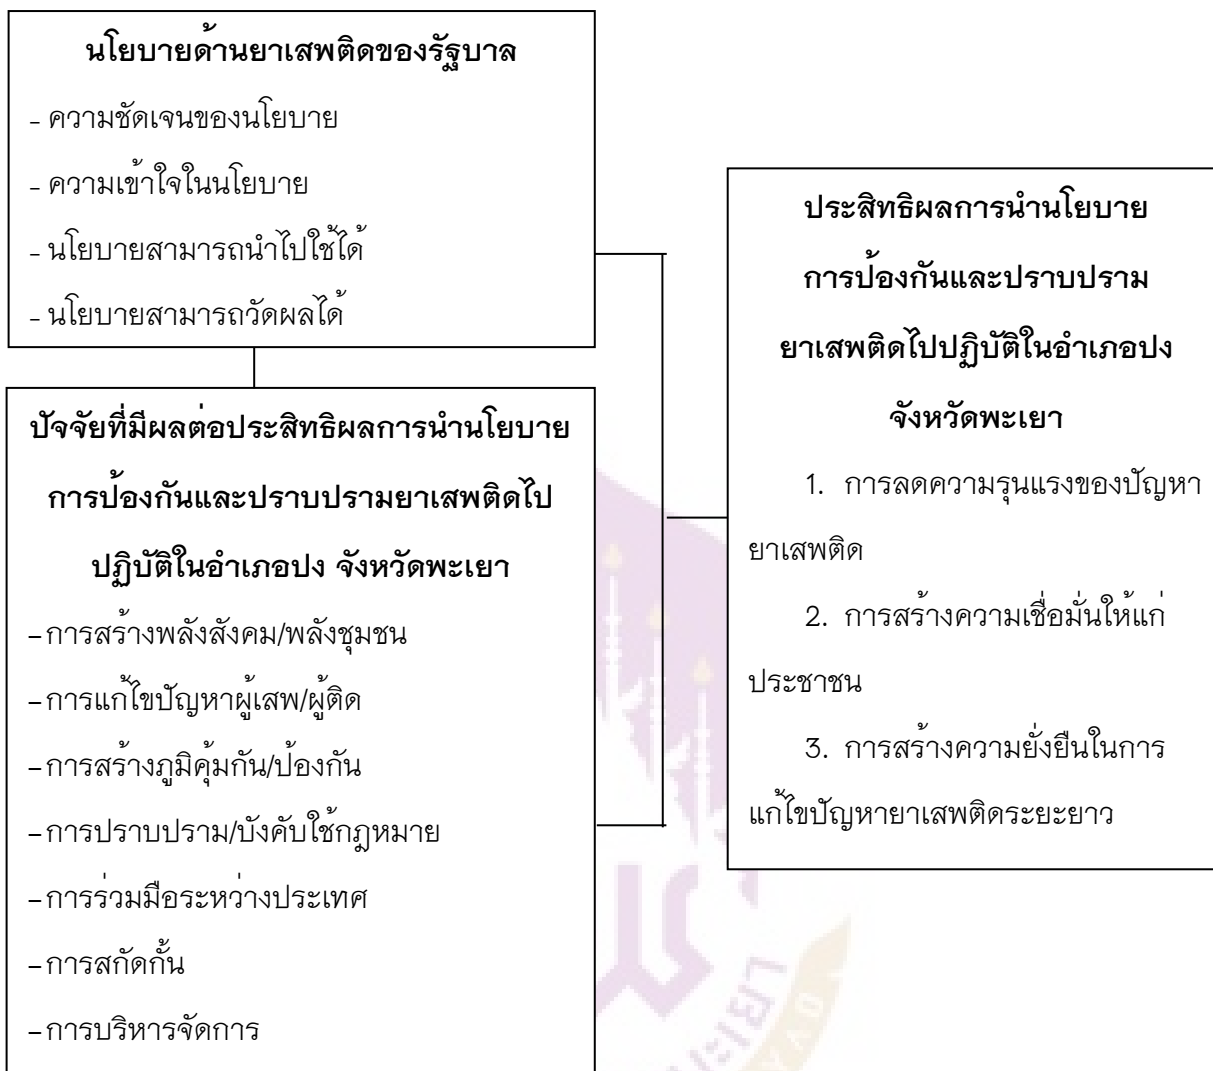 นโยบายด้านยาเสพติดของรัฐบาล
- ความชัดเจนของนโยบาย
- ความเข้าใจในนโยบาย
- นโยบายสามารถนำไปใช้ได้
- นโยบายสามารถวัดผลได้
ปัจจัยที่มีผลต่อประสิทธิผลการนำนโยบาย
การป้องกันและปราบปรามยาเสพติดไป
ปฏิบัติในอำเภอปง จังหวัดพะเยา
-การสร้างพลังสังคม/พลังชุมชน
-การแก้ไขปัญหาผู้เสพ/ผู้ติด
-การสร้างภูมิคุ้มกัน/ป้องกัน
-การปราบปราม/บังคับใช้กฎหมาย
-การร่วมมือระหว่างประเทศ
-การสกัดกั้น
-การบริหารจัดการ
ประสิทธิผลการนำนโยบาย
การป้องกันและปราบปราม
ยาเสพติดไปปฏิบัติในอำเภอปง
จังหวัดพะเยา
1. การลดความรุนแรงของปัญหา
ยาเสพติด
2. การสร้างความเชื่อมั่นให้แก่
ประชาชน
3. การสร้างความยั่งยืนในการ
แก้ไขปัญหายาเสพติดระยะยาว